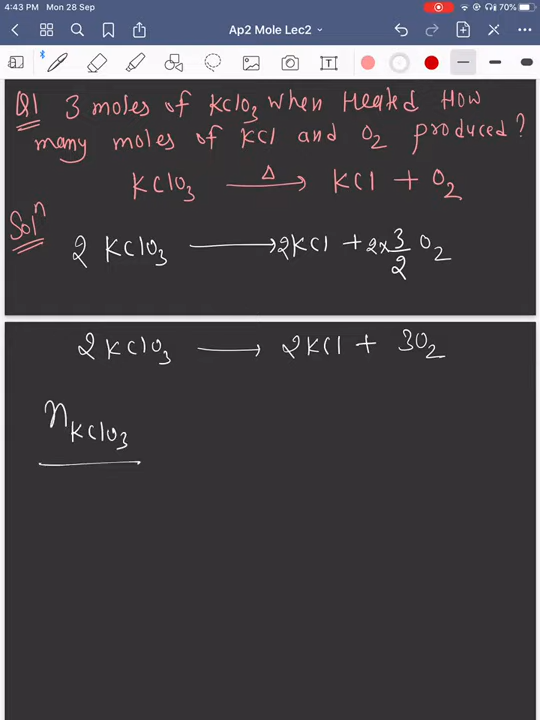 4:43 PM Mon 28 Sep 70%
Ap2 Mole Lec2
T
Q1 3 moles of KClO3 when Heated How
many moles of KCl and O2 produced?
KClO3 —Δ→ KCl + O2
Solⁿ
2 KClO3 → 2KCl + 2×3/2 O2
2KClO3 → 2KCl + 3O2
nKClO3